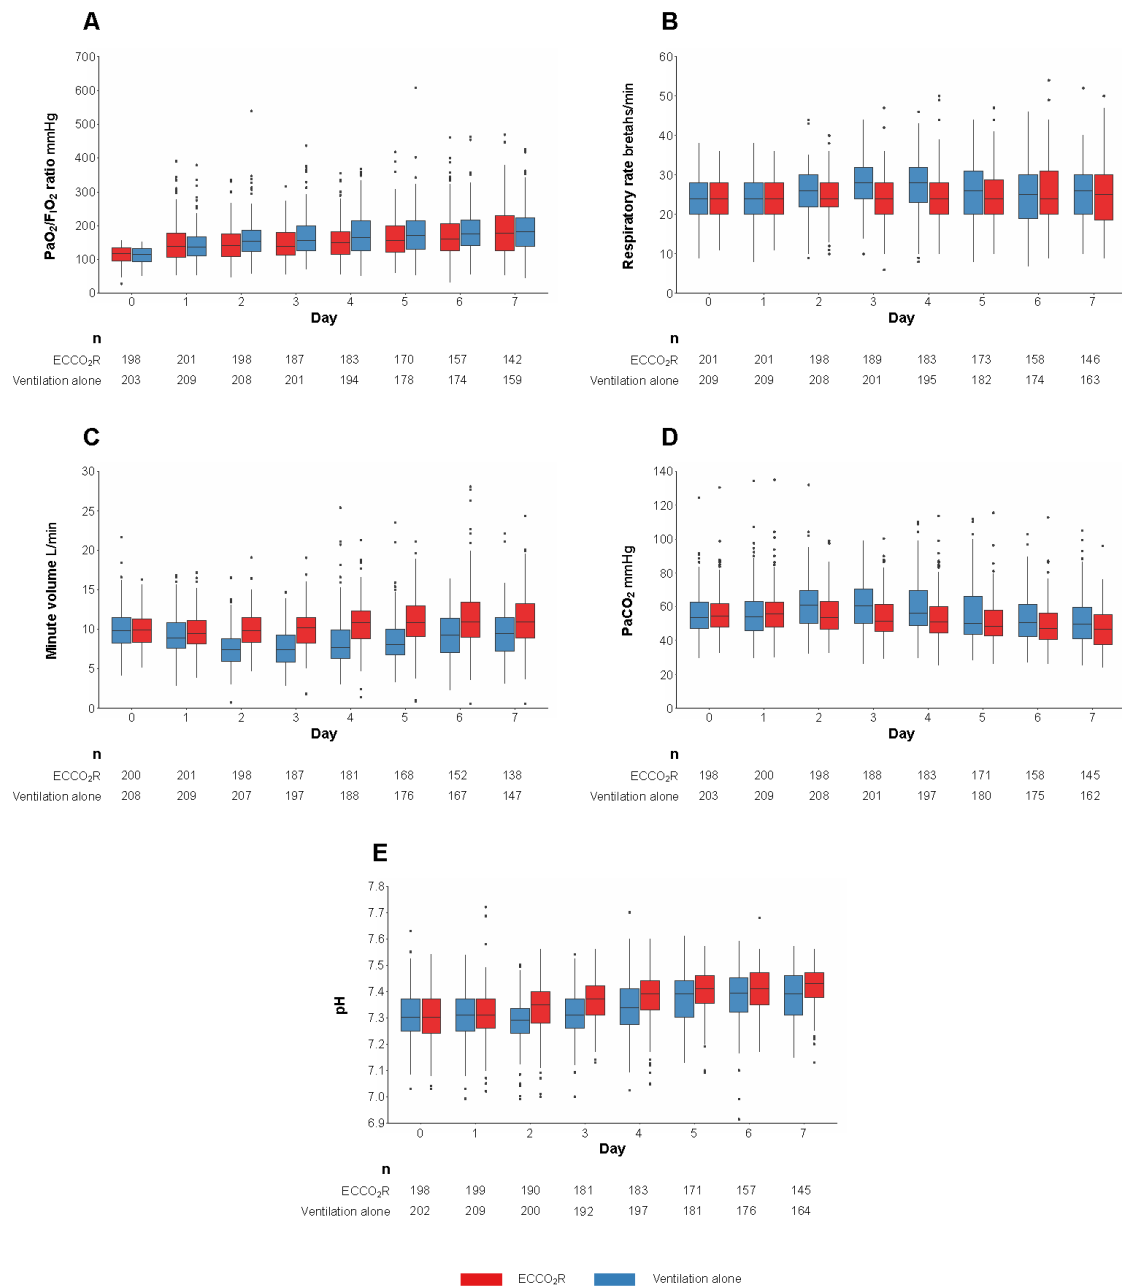 A
PaO₂/FᵢO₂ ratio mmHg
700
600
500
400
300
200
100
0
0 1 2 3 4 5 6 7
Day
n
ECCO₂R 198 201 198 187 183 170 157 142
Ventilation alone 203 209 208 201 194 178 174 159
B
Respiratory rate bretahs/min
60
50
40
30
20
10
0
0 1 2 3 4 5 6 7
Day
n
ECCO₂R 201 201 198 189 183 173 158 146
Ventilation alone 209 209 208 201 195 182 174 163
C
Minute volume L/min
30
25
20
15
10
5
0
0 1 2 3 4 5 6 7
Day
n
ECCO₂R 200 201 198 187 181 168 152 138
Ventilation alone 208 209 207 197 188 176 167 147
D
PaCO₂ mmHg
140
120
100
80
60
40
20
0
0 1 2 3 4 5 6 7
Day
n
ECCO₂R 198 200 198 188 183 171 158 145
Ventilation alone 203 209 208 201 197 180 175 162
E
pH
7.8
7.7
7.6
7.5
7.4
7.3
7.2
7.1
7.0
6.9
0 1 2 3 4 5 6 7
Day
n
ECCO₂R 198 199 190 181 183 171 157 145
Ventilation alone 202 209 200 192 197 181 176 164
ECCO₂R Ventilation alone